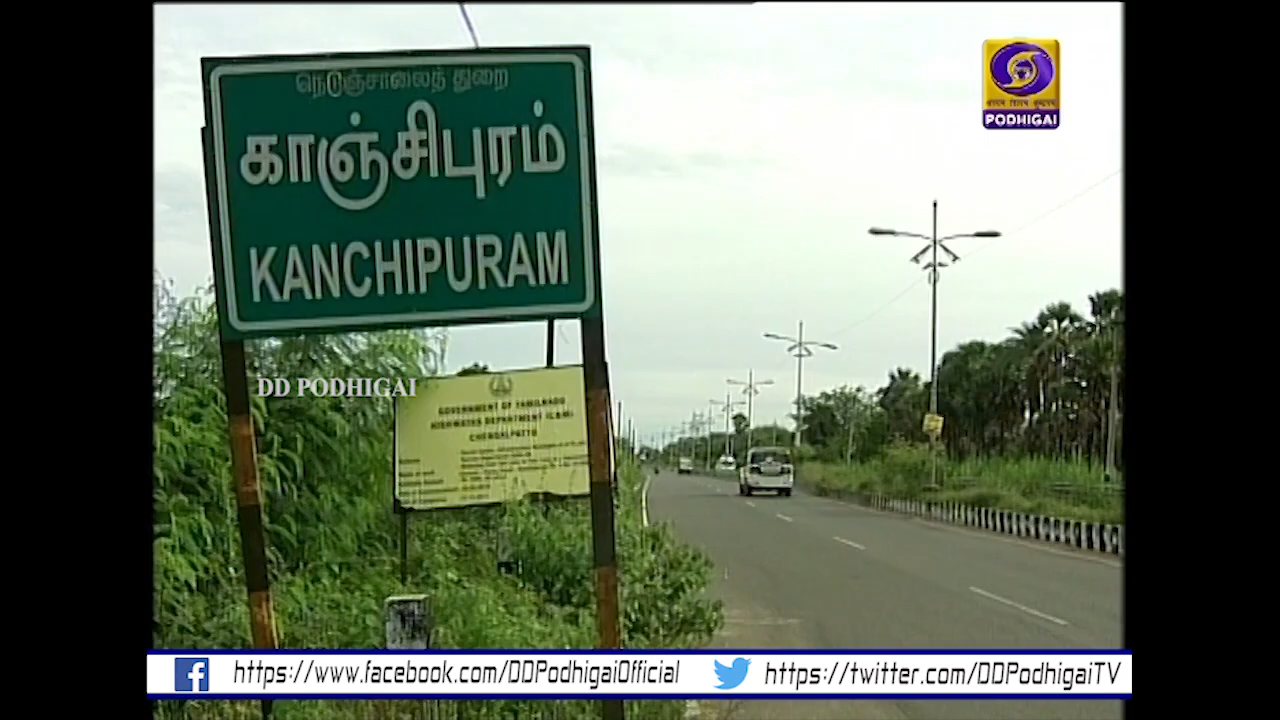 நெடுஞ்சாலைத் துறை
காஞ்சிபுரம்
KANCHIPURAM
PODHIGAI
DD PODHIGAI
GOVERNMENT OF TAMILNADU
HIGHWAYS DEPARTMENT (C&M)
CHENGALPATTU
https://www.facebook.com/DDPodhigaiOfficial
https://twitter.com/DDPodhigaiTV